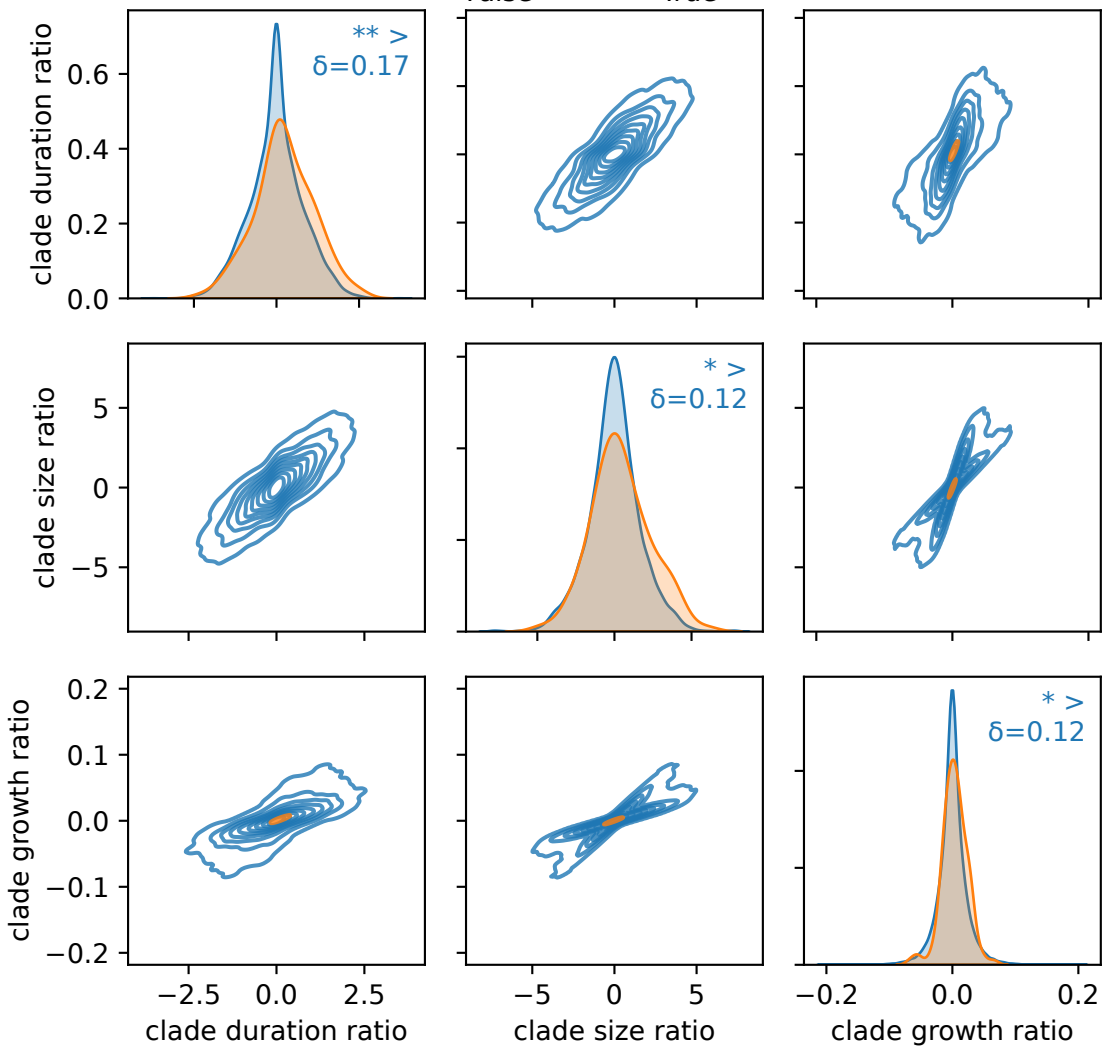 ** >
δ=0.17
clade duration ratio
0.6
0.4
0.2
0.0
* >
δ=0.12
clade size ratio
5
0
−5
* >
δ=0.12
clade growth ratio
0.2
0.1
0.0
−0.1
−0.2
−2.5 0.0 2.5
−5 0 5
−0.2 0.0 0.2
clade duration ratio
clade size ratio
clade growth ratio